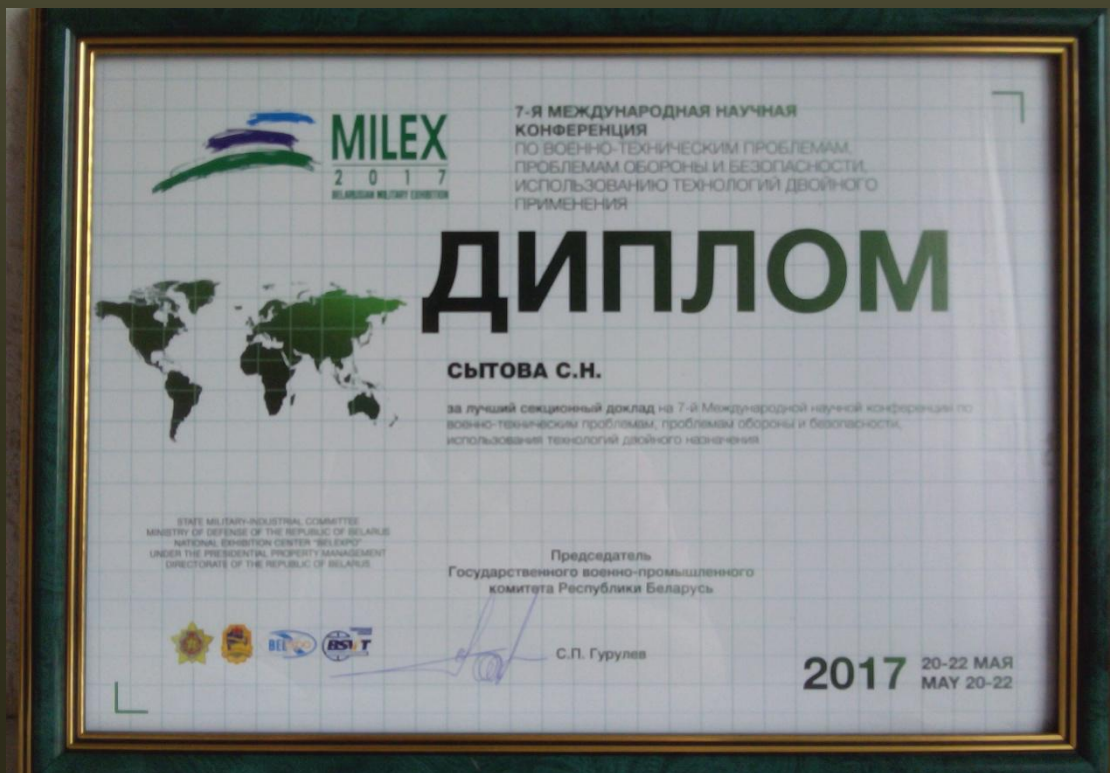 MILEX
2017
BELARUSIAN MILITARY EXHIBITION
7-Я МЕЖДУНАРОДНАЯ НАУЧНАЯ
КОНФЕРЕНЦИЯ
ПО ВОЕННО-ТЕХНИЧЕСКИМ ПРОБЛЕМАМ,
ПРОБЛЕМАМ ОБОРОНЫ И БЕЗОПАСНОСТИ,
ИСПОЛЬЗОВАНИЮ ТЕХНОЛОГИЙ ДВОЙНОГО
ПРИМЕНЕНИЯ
ДИПЛОМ
СЫТОВА С.Н.
за лучший секционный доклад на 7-й Международной научной конференции по
военно-техническим проблемам, проблемам обороны и безопасности,
использования технологий двойного назначения
STATE MILITARY-INDUSTRIAL COMMITTEE
MINISTRY OF DEFENSE OF THE REPUBLIC OF BELARUS
NATIONAL EXHIBITION CENTER "BELEXPO"
UNDER THE PRESIDENTIAL PROPERTY MANAGEMENT
DIRECTORATE OF THE REPUBLIC OF BELARUS
Председатель
Государственного военно-промышленного
комитета Республики Беларусь
С.П. Гурулев
2017
20-22 МАЯ
MAY 20-22